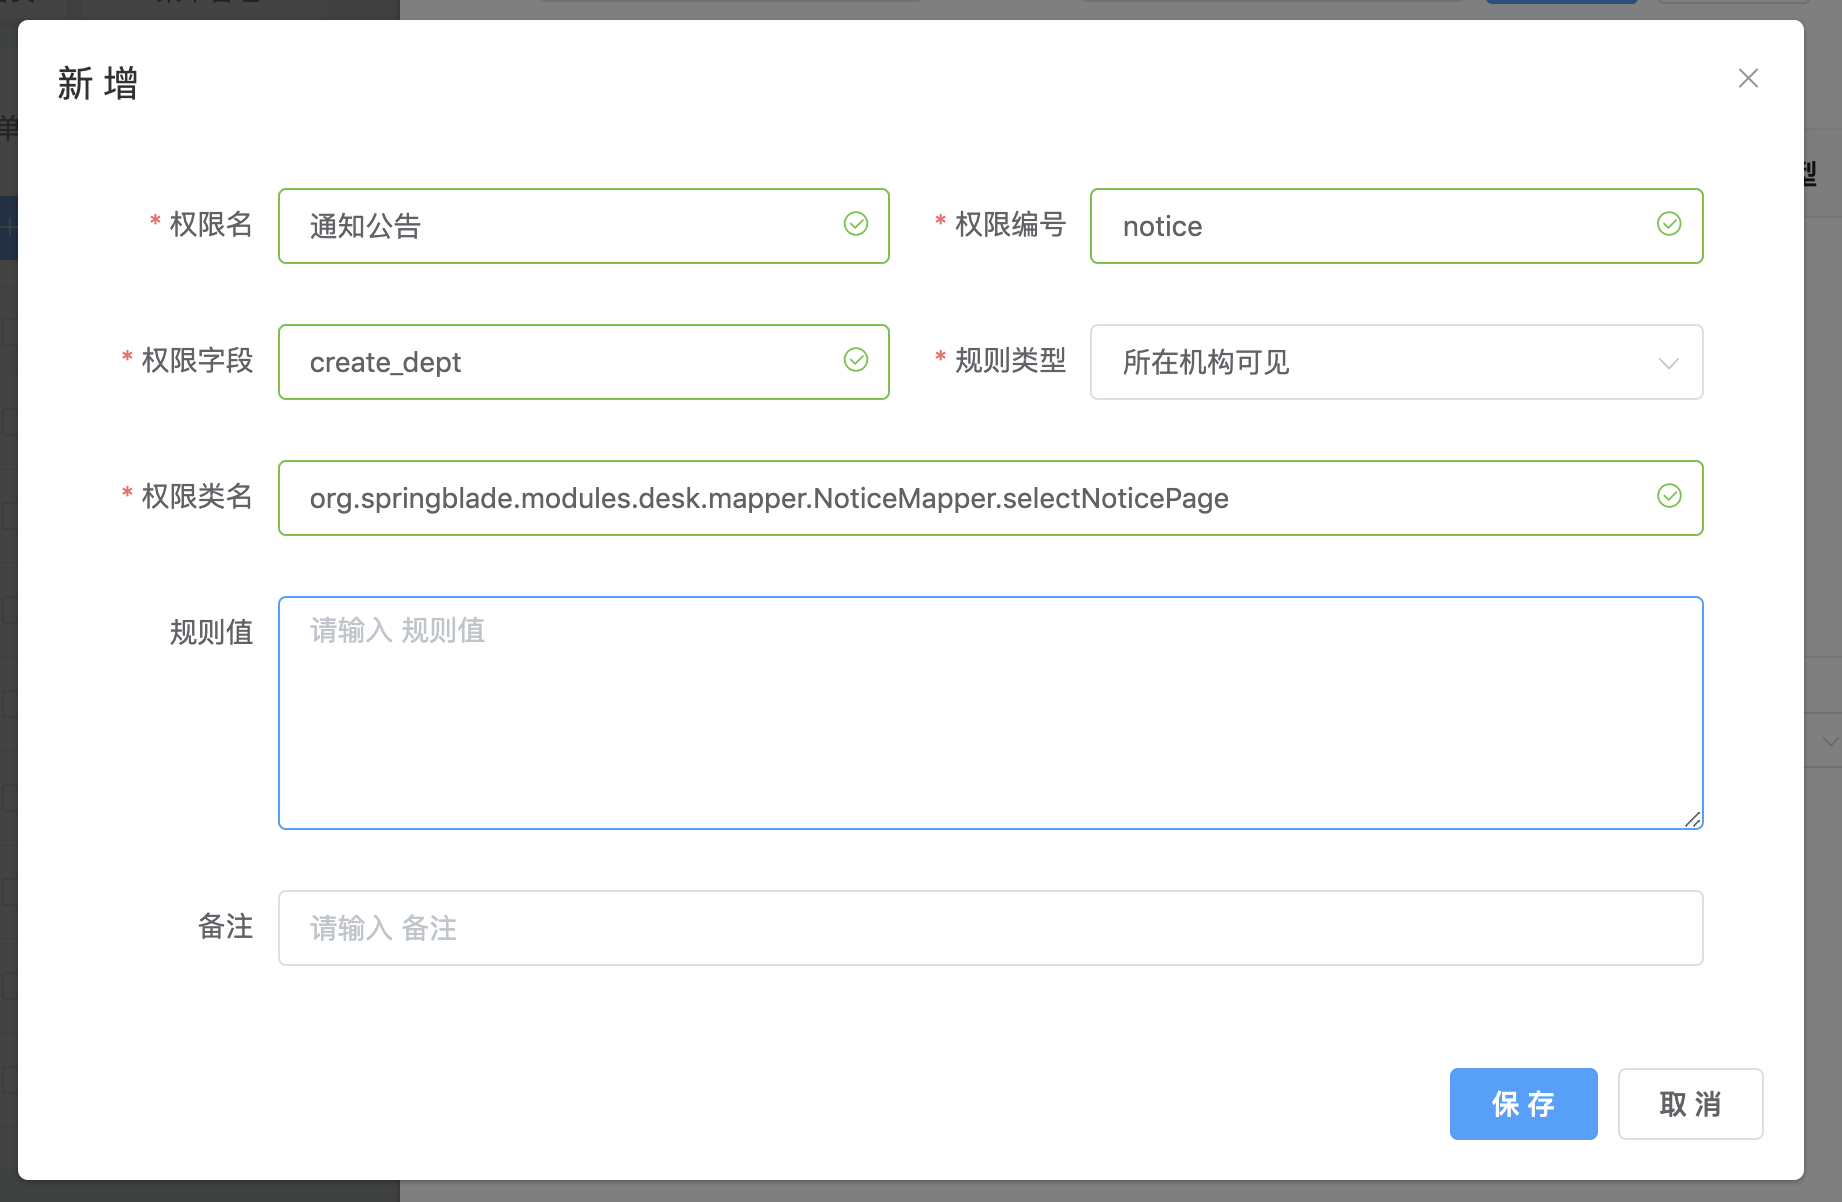 新 增
* 权限名 通知公告 * 权限编号 notice
* 权限字段 create_dept * 规则类型 所在机构可见
* 权限类名 org.springblade.modules.desk.mapper.NoticeMapper.selectNoticePage
规则值 请输入 规则值
备注 请输入 备注
保 存 取 消
单
型